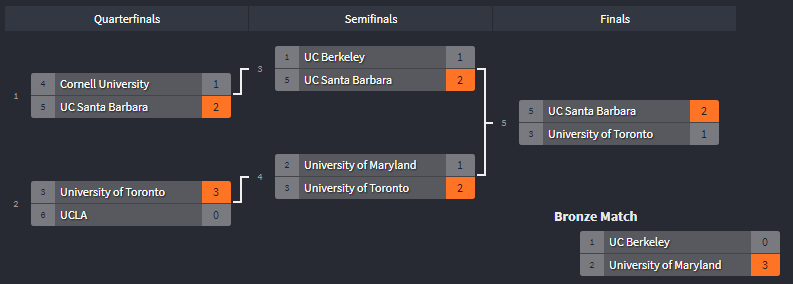 Quarterfinals Semifinals Finals
1
4 Cornell University 1
5 UC Santa Barbara 2
2
3 University of Toronto 3
6 UCLA 0
3
1 UC Berkeley 1
5 UC Santa Barbara 2
4
2 University of Maryland 1
3 University of Toronto 2
5
5 UC Santa Barbara 2
3 University of Toronto 1
Bronze Match
1 UC Berkeley 0
2 University of Maryland 3